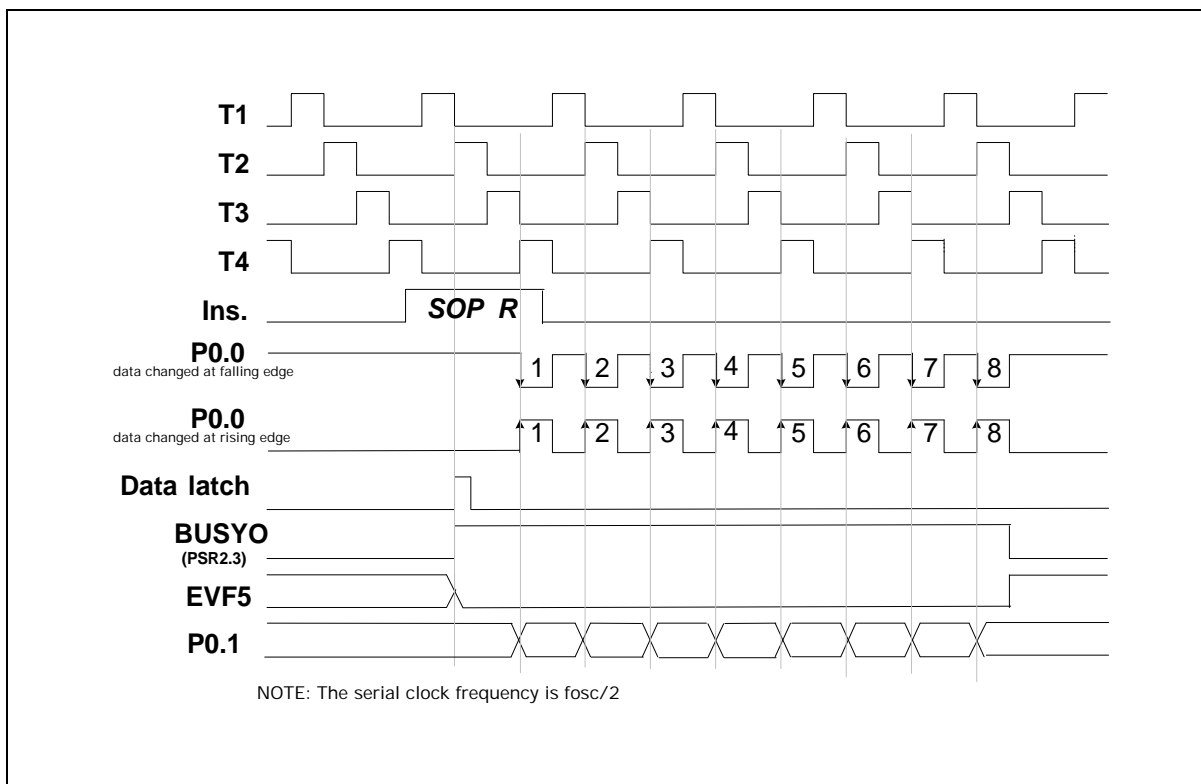 T1
T2
T3
T4
Ins.
SOP R
P0.0
data changed at falling edge
1 2 3 4 5 6 7 8
P0.0
data changed at rising edge
1 2 3 4 5 6 7 8
Data latch
BUSYO
(PSR2.3)
EVF5
P0.1
NOTE: The serial clock frequency is fosc/2